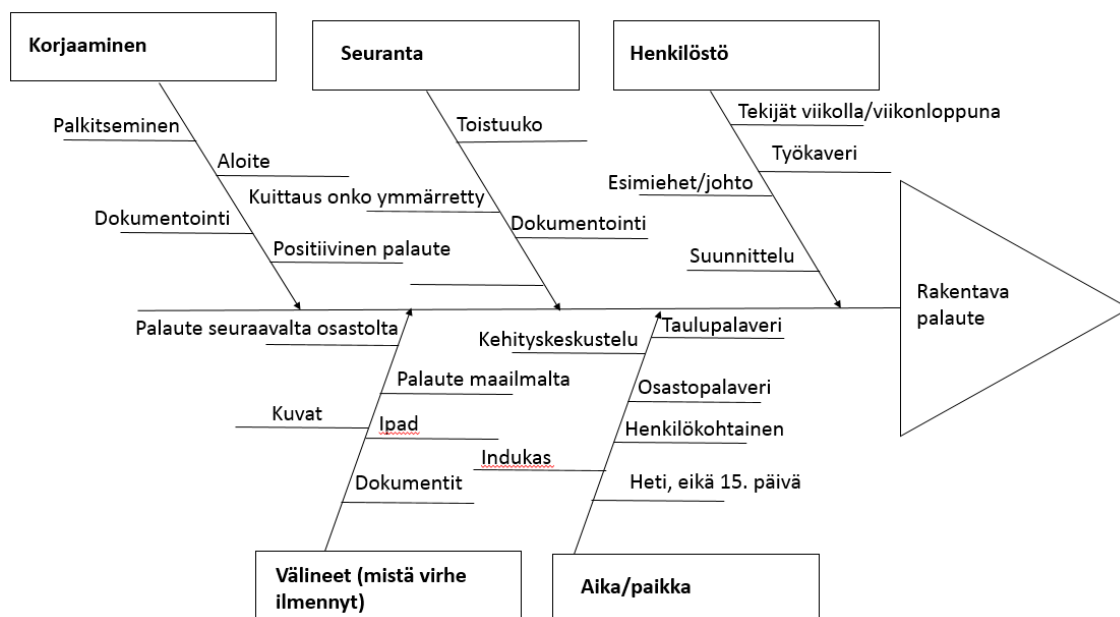 Korjaaminen
Seuranta
Henkilöstö
Palkitseminen
Aloite
Dokumentointi
Positiivinen palaute
Toistuuko
Kuittaus onko ymmärretty
Dokumentointi
Tekijät viikolla/viikonloppuna
Työkaveri
Esimiehet/johto
Suunnittelu
Rakentava
palaute
Palaute seuraavalta osastolta
Palaute maailmalta
Kuvat
Ipad
Dokumentit
Taulupalaveri
Kehityskeskustelu
Osastopalaveri
Henkilökohtainen
Indukas
Heti, eikä 15. päivä
Välineet (mistä virhe
ilmennyt)
Aika/paikka